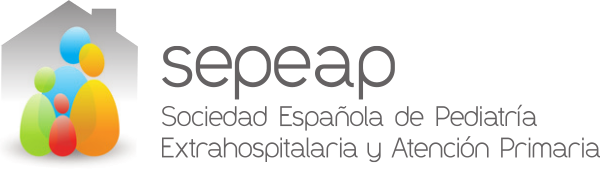 sepeap
Sociedad Española de Pediatría
Extrahospitalaria y Atención Primaria